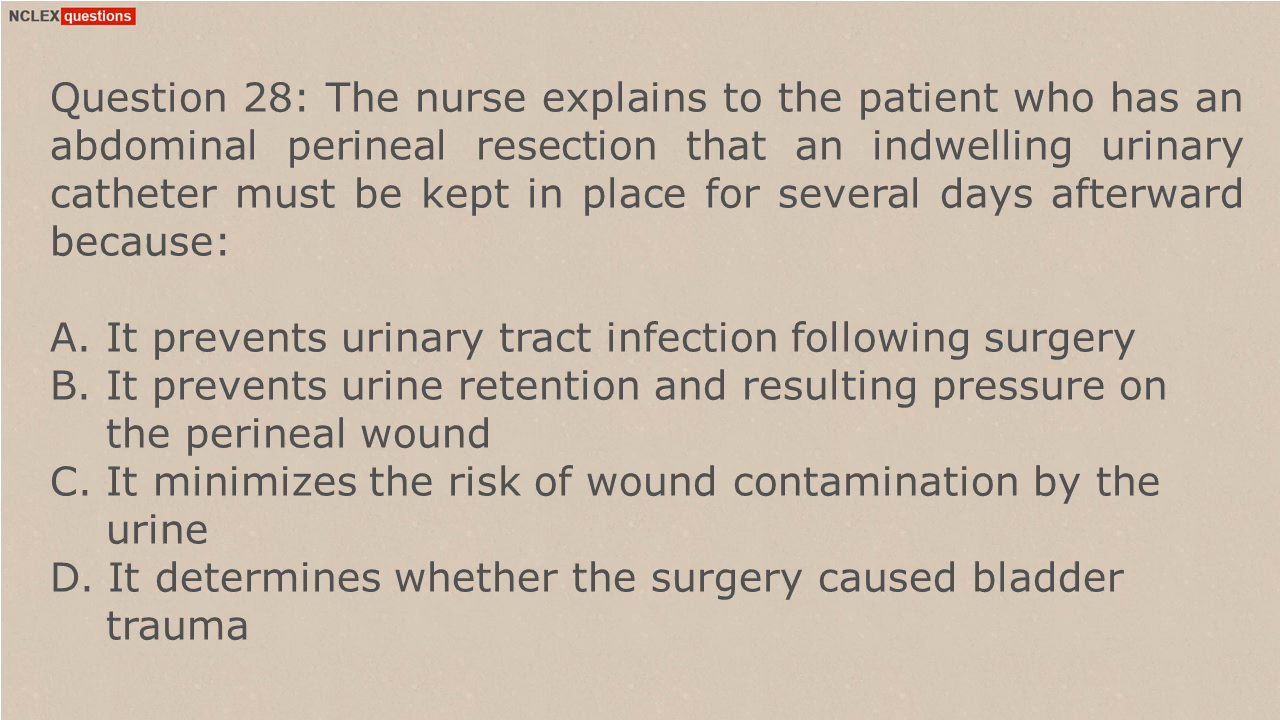 NCLEX questions
Question 28: The nurse explains to the patient who has an
abdominal perineal resection that an indwelling urinary
catheter must be kept in place for several days afterward
because:
A. It prevents urinary tract infection following surgery
B. It prevents urine retention and resulting pressure on
the perineal wound
C. It minimizes the risk of wound contamination by the
urine
D. It determines whether the surgery caused bladder
trauma